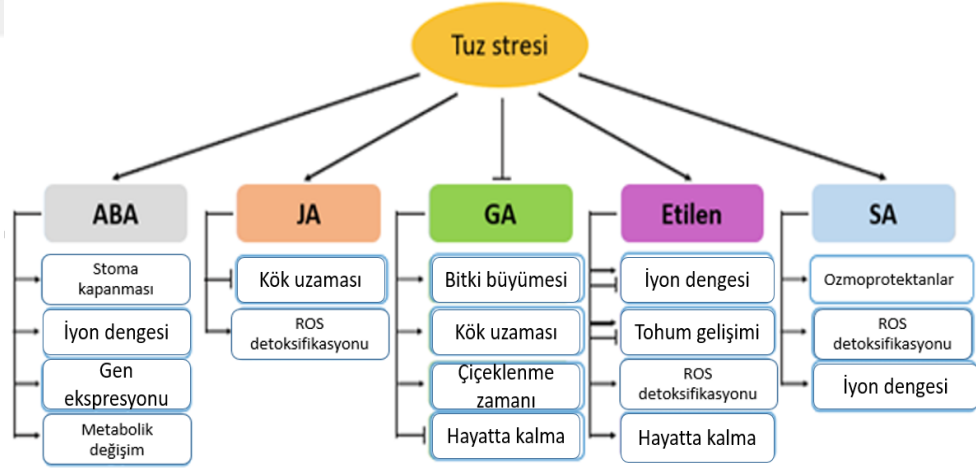 Tuz stresi
ABA
Stoma
kapanması
İyon dengesi
Gen
ekspresyonu
Metabolik
değişim
JA
Kök uzaması
ROS
detoksifikasyonu
GA
Bitki büyümesi
Kök uzaması
Çiçeklenme
zamanı
Hayatta kalma
Etilen
İyon dengesi
Tohum gelişimi
ROS
detoksifikasyonu
Hayatta kalma
SA
Ozmoprotektanlar
ROS
detoksifikasyonu
İyon dengesi